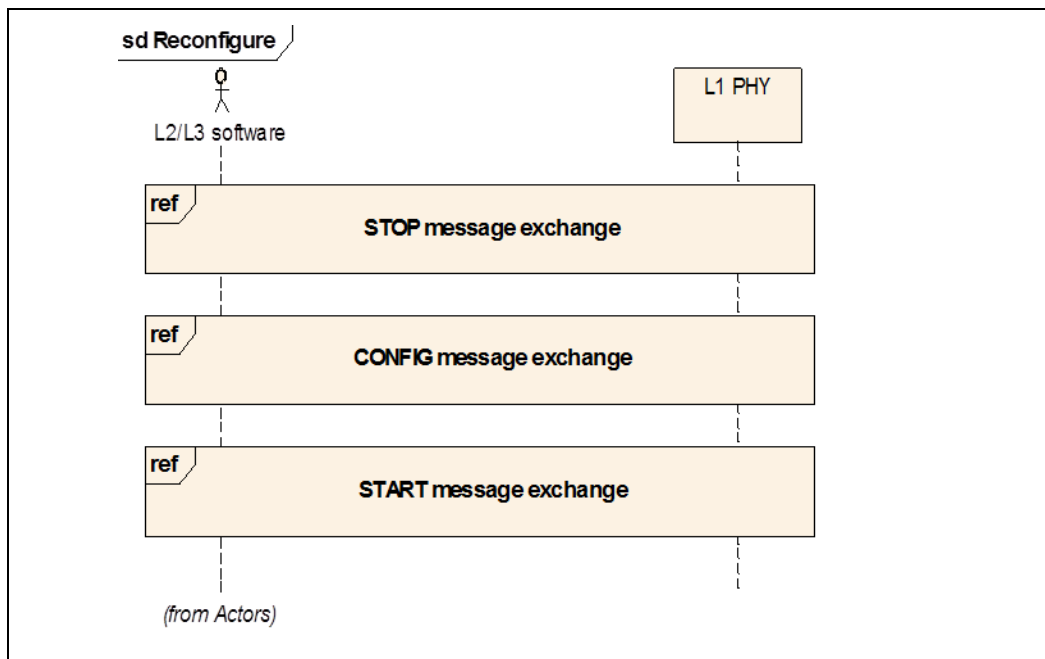 sd Reconfigure
L2/L3 software
L1 PHY
ref
STOP message exchange
ref
CONFIG message exchange
ref
START message exchange
(from Actors)